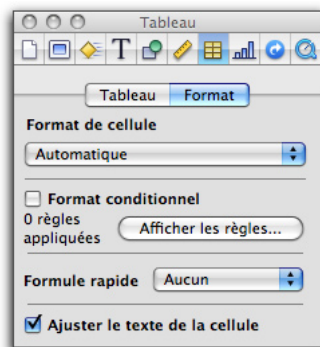 Tableau
T
Tableau
Format
Format de cellule
Automatique
Format conditionnel
0 règles
appliquées
Afficher les règles...
Formule rapide
Aucun
Ajuster le texte de la cellule